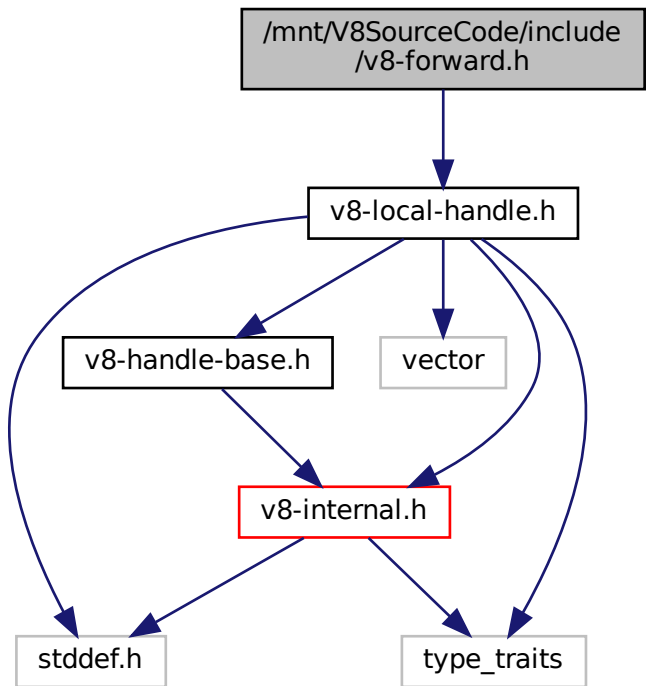 /mnt/V8SourceCode/include
/v8-forward.h
v8-local-handle.h
v8-handle-base.h
vector
v8-internal.h
stddef.h
type_traits